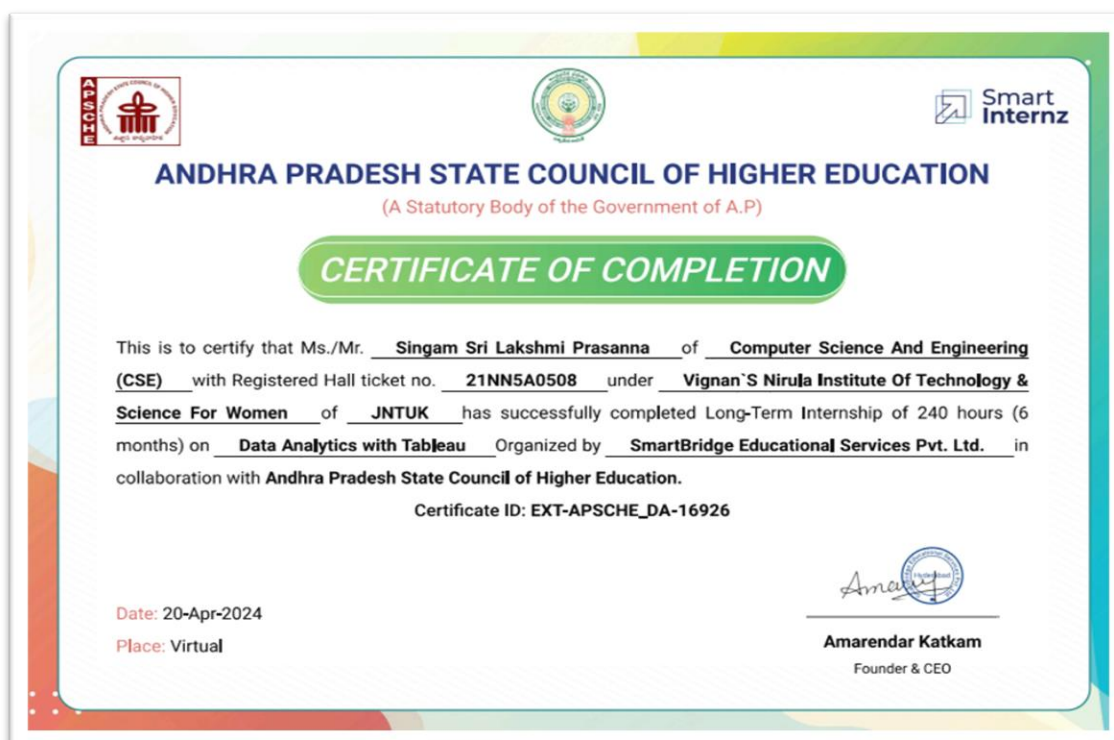 APSCHE
Smart
Internz
ANDHRA PRADESH STATE COUNCIL OF HIGHER EDUCATION
(A Statutory Body of the Government of A.P)
CERTIFICATE OF COMPLETION
This is to certify that Ms./Mr. Singam Sri Lakshmi Prasanna of Computer Science And Engineering
(CSE) with Registered Hall ticket no. 21NN5A0508 under Vignan`S Nirula Institute Of Technology &
Science For Women of JNTUK has successfully completed Long-Term Internship of 240 hours (6
months) on Data Analytics with Tableau Organized by SmartBridge Educational Services Pvt. Ltd. in
collaboration with Andhra Pradesh State Council of Higher Education.
Certificate ID: EXT-APSCHE_DA-16926
Hyderabad
Date: 20-Apr-2024
Place: Virtual
Amarendar Katkam
Founder & CEO